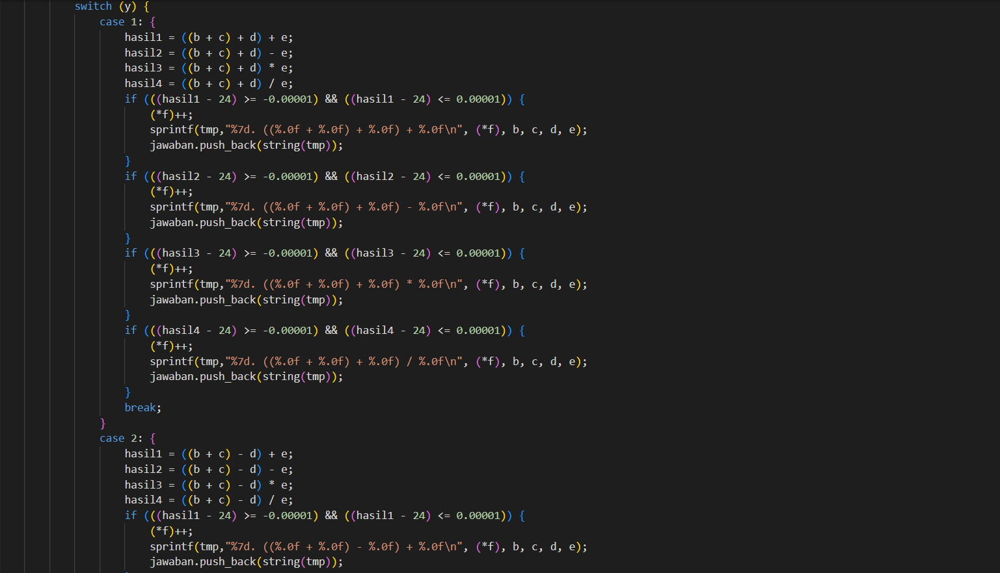 switch (y) {
case 1: {
hasil1 = ((b + c) + d) + e;
hasil2 = ((b + c) + d) - e;
hasil3 = ((b + c) + d) * e;
hasil4 = ((b + c) + d) / e;
if (((hasil1 - 24) >= -0.00001) && ((hasil1 - 24) <= 0.00001)) {
(*f)++;
sprintf(tmp,"%7d. ((%.0f + %.0f) + %.0f) + %.0f\n", (*f), b, c, d, e);
jawaban.push_back(string(tmp));
}
if (((hasil2 - 24) >= -0.00001) && ((hasil2 - 24) <= 0.00001)) {
(*f)++;
sprintf(tmp,"%7d. ((%.0f + %.0f) + %.0f) - %.0f\n", (*f), b, c, d, e);
jawaban.push_back(string(tmp));
}
if (((hasil3 - 24) >= -0.00001) && ((hasil3 - 24) <= 0.00001)) {
(*f)++;
sprintf(tmp,"%7d. ((%.0f + %.0f) + %.0f) * %.0f\n", (*f), b, c, d, e);
jawaban.push_back(string(tmp));
}
if (((hasil4 - 24) >= -0.00001) && ((hasil4 - 24) <= 0.00001)) {
(*f)++;
sprintf(tmp,"%7d. ((%.0f + %.0f) + %.0f) / %.0f\n", (*f), b, c, d, e);
jawaban.push_back(string(tmp));
}
break;
}
case 2: {
hasil1 = ((b + c) - d) + e;
hasil2 = ((b + c) - d) - e;
hasil3 = ((b + c) - d) * e;
hasil4 = ((b + c) - d) / e;
if (((hasil1 - 24) >= -0.00001) && ((hasil1 - 24) <= 0.00001)) {
(*f)++;
sprintf(tmp,"%7d. ((%.0f + %.0f) - %.0f) + %.0f\n", (*f), b, c, d, e);
jawaban.push_back(string(tmp));